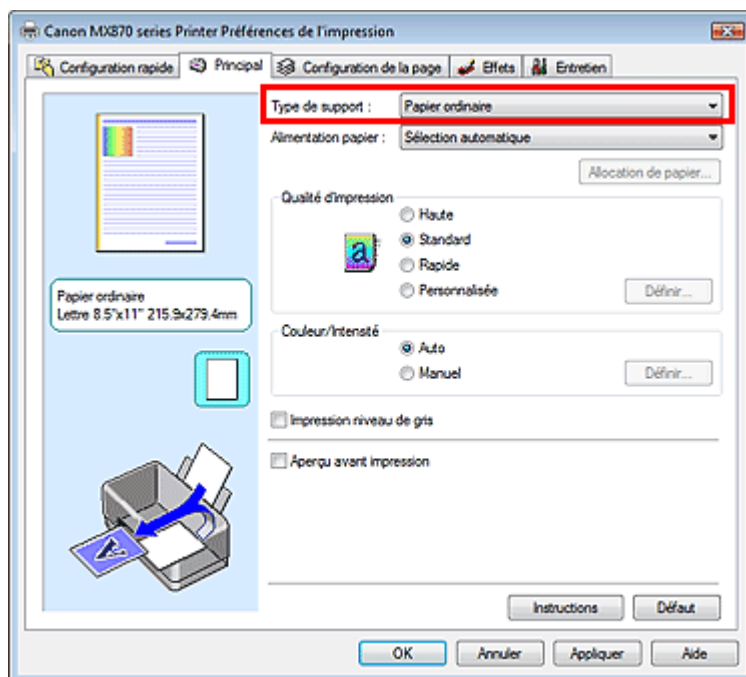 Canon MX870 series Printer Préférences de l'impression
Configuration rapide Principal Configuration de la page Effets Entretien
Type de support : Papier ordinaire
Alimentation papier : Sélection automatique
Allocation de papier...
Qualité d'impression
Haute
a Standard
Rapide
Personnalisée Définir...
Papier ordinaire
Lettre 8.5"x11" 215.9x279.4mm
Couleur/Intensité
Auto
Manuel Définir...
Impression niveau de gris
Aperçu avant impression
A
Instructions Défaut
OK Annuler Appliquer Aide